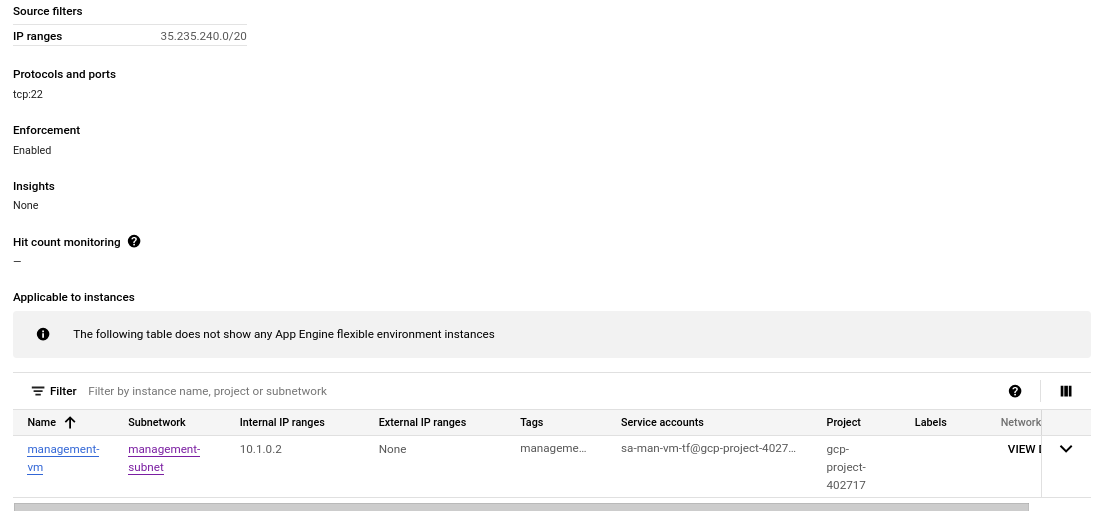 Source filters
IP ranges 35.235.240.0/20
Protocols and ports
tcp:22
Enforcement
Enabled
Insights
None
Hit count monitoring
—
Applicable to instances
The following table does not show any App Engine flexible environment instances
Filter Filter by instance name, project or subnetwork
Name Subnetwork Internal IP ranges External IP ranges Tags Service accounts Project Labels Network
management- management- 10.1.0.2 None manageme… sa-man-vm-tf@gcp-project-4027… gcp- VIEW
vm subnet project-
402717